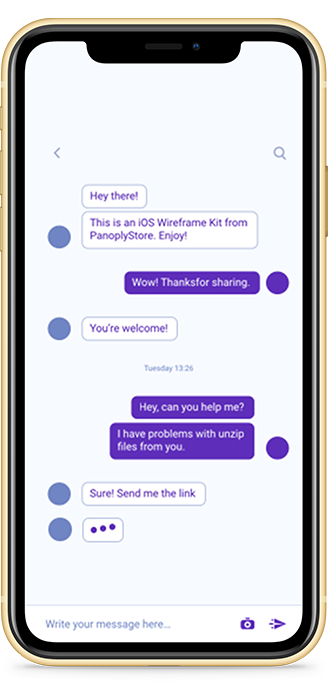 Hey there!
This is an iOS Wireframe Kit from
PanoplyStore. Enjoy!
Wow! Thanksfor sharing.
You're welcome!
Tuesday 13:26
Hey, can you help me?
I have problems with unzip
files from you.
Sure! Send me the link
Write your message here...